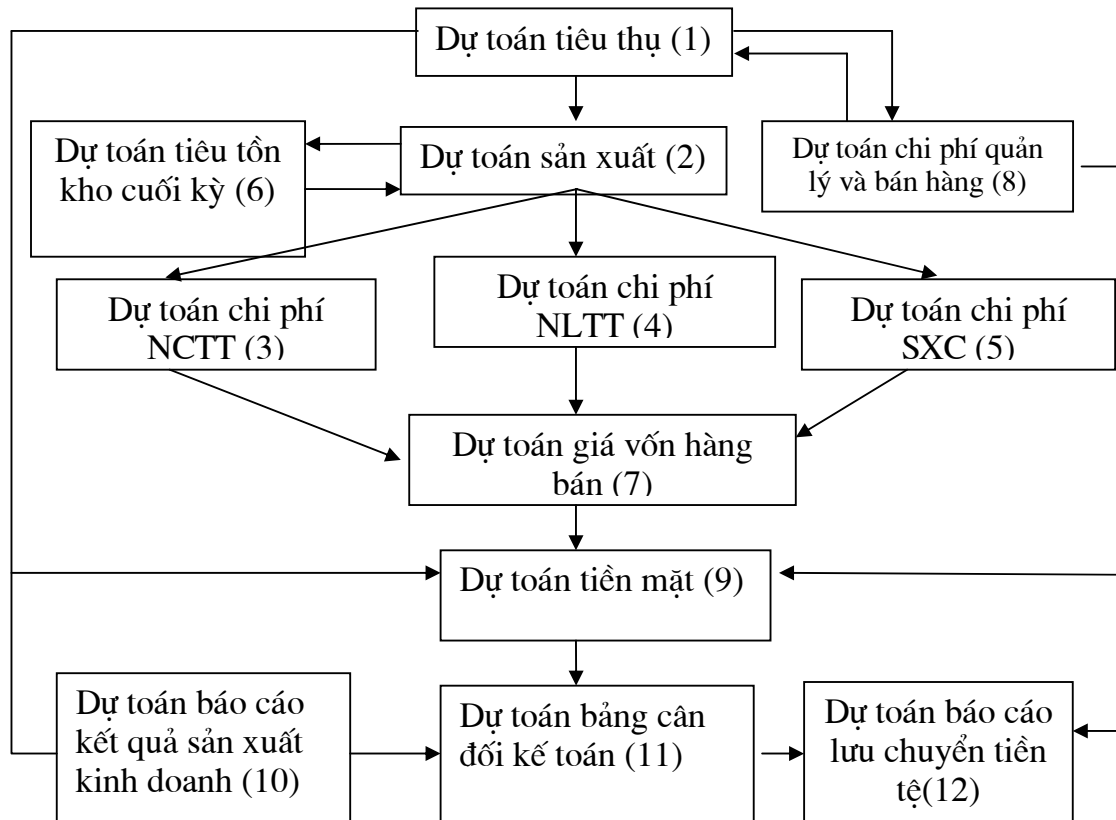 Dự toán tiêu thụ (1)
Dự toán tiêu tồn
kho cuối kỳ (6)
Dự toán sản xuất (2)
Dự toán chi phí quản
lý và bán hàng (8)
Dự toán chi phí
NCTT (3)
Dự toán chi phí
NLTT (4)
Dự toán chi phí
SXC (5)
Dự toán giá vốn hàng
bán (7)
Dự toán tiền mặt (9)
Dự toán báo cáo
kết quả sản xuất
kinh doanh (10)
Dự toán bảng cân
đối kế toán (11)
Dự toán báo cáo
lưu chuyển tiền
tệ(12)